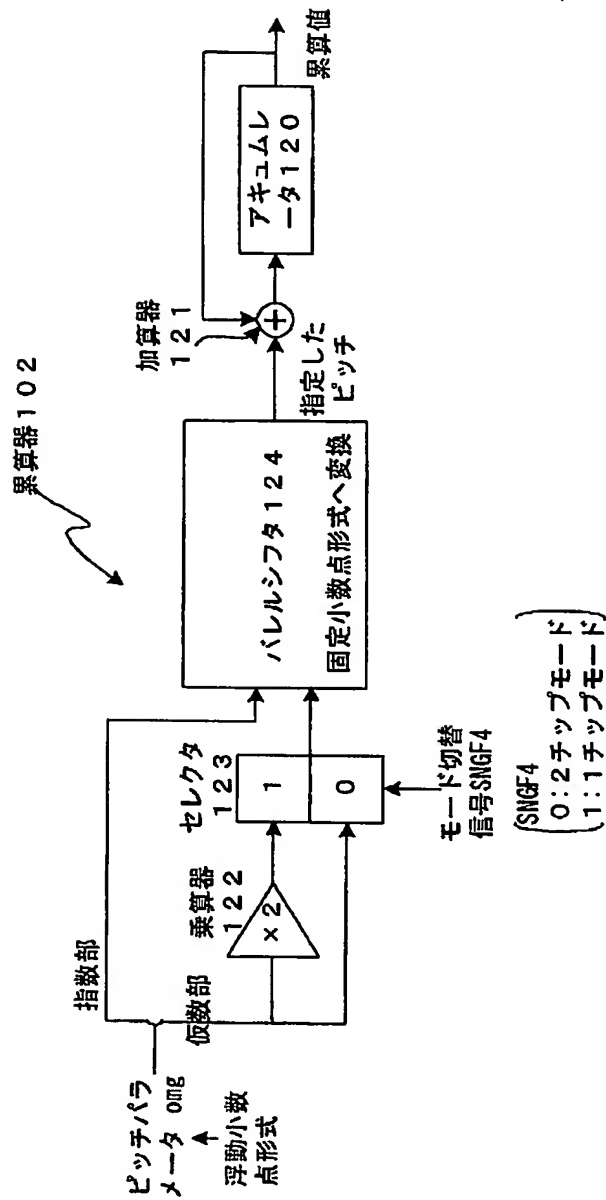 累算器102
ピッチパラ
メータ omg
浮動小数
点形式
指数部
仮数部
乗算器
122
×2
セレクタ
123
1
0
モード切替
信号SNGF4
SNGF4
0:2チップモード
1:1チップモード
バレルシフタ124
固定小数点形式へ変換
指定した
ピッチ
加算器
121
+
アキュムレ
ータ120
累算値